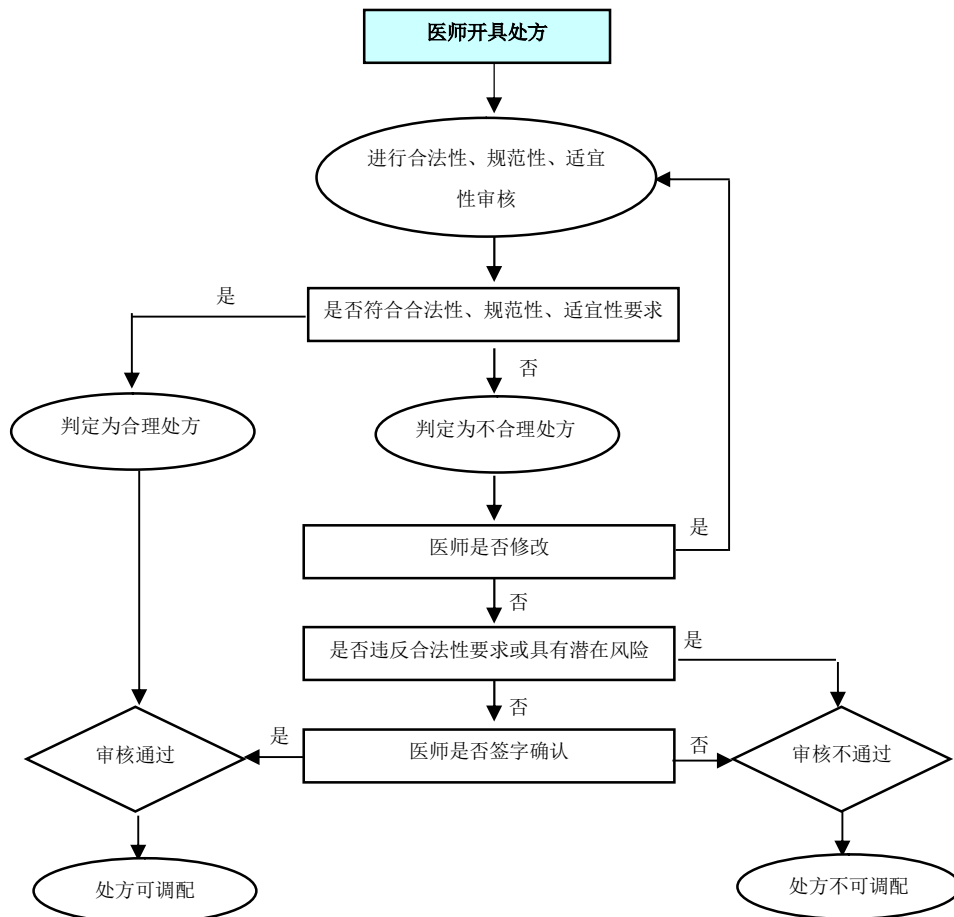 医师开具处方
进行合法性、规范性、适宜
性审核
是
是否符合合法性、规范性、适宜性要求
否
判定为合理处方
判定为不合理处方
医师是否修改
是
否
是否违反合法性要求或具有潜在风险
是
否
审核通过
是
医师是否签字确认
否
审核不通过
处方可调配
处方不可调配